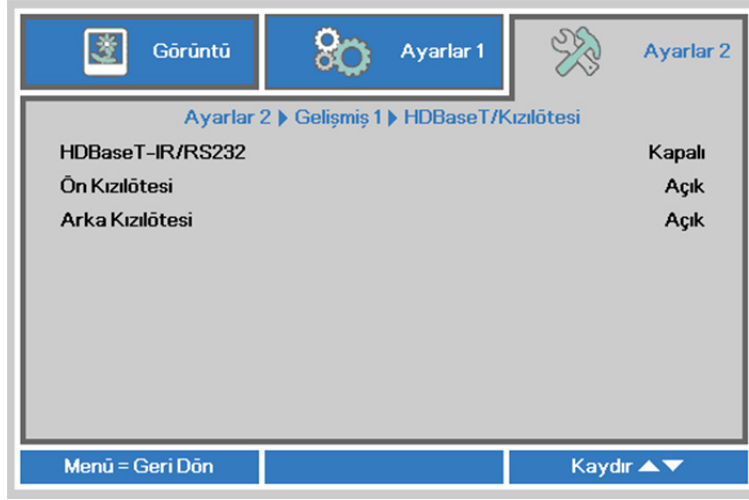 Görüntü
Ayarlar 1
Ayarlar 2
Ayarlar 2 ▶ Gelişmiş 1 ▶ HDBaseT/Kızılötesi
HDBaseT-IR/RS232 Kapalı
Ön Kızılötesi Açık
Arka Kızılötesi Açık
Menü = Geri Dön
Kaydır ▲▼